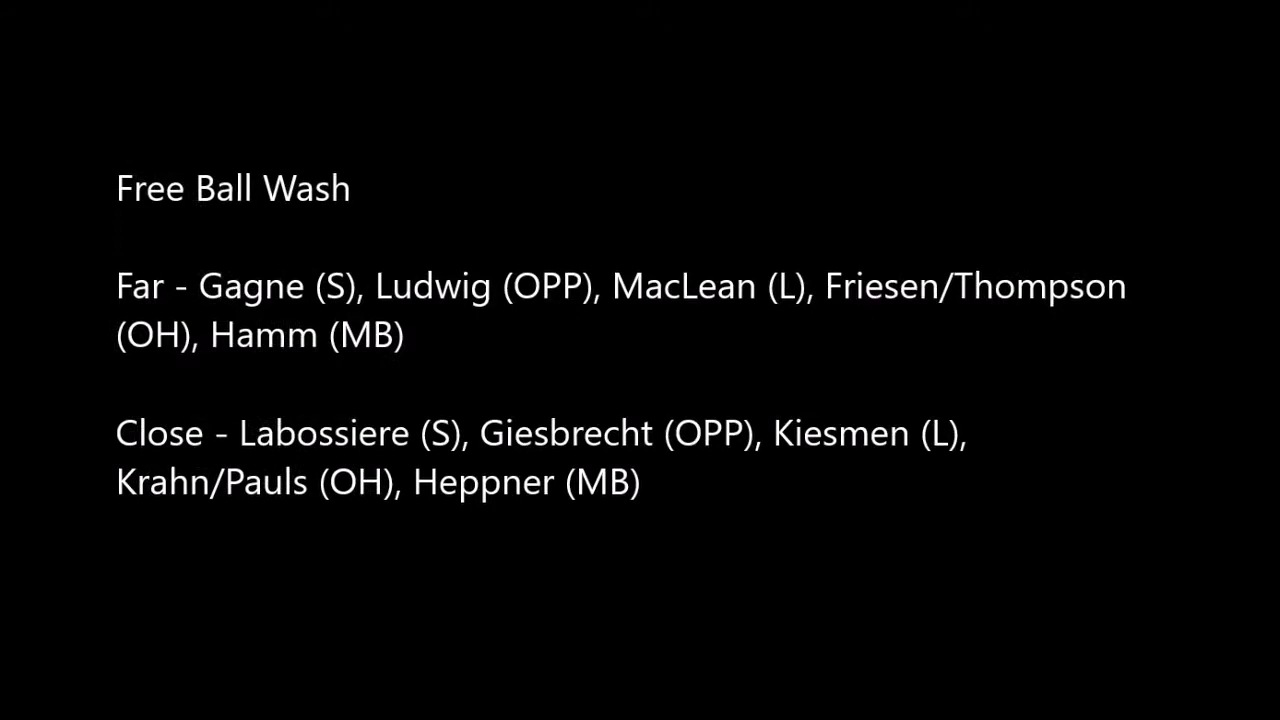 Free Ball Wash
Far - Gagne (S), Ludwig (OPP), MacLean (L), Friesen/Thompson
(OH), Hamm (MB)
Close - Labossiere (S), Giesbrecht (OPP), Kiesmen (L),
Krahn/Pauls (OH), Heppner (MB)